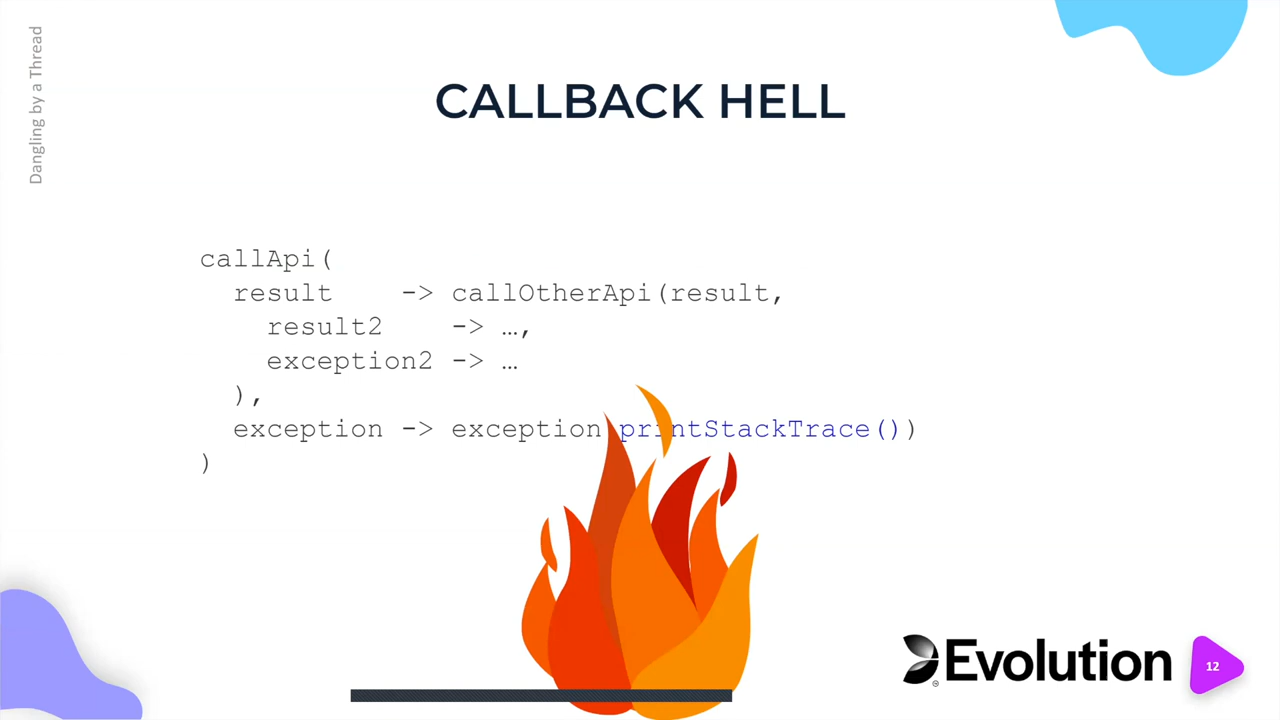 Dangling by a Thread
CALLBACK HELL
callApi(
  result    -> callOtherApi(result,
    result2    -> …,
    exception2 -> …
  ),
  exception -> exception.printStackTrace())
)
Evolution
12